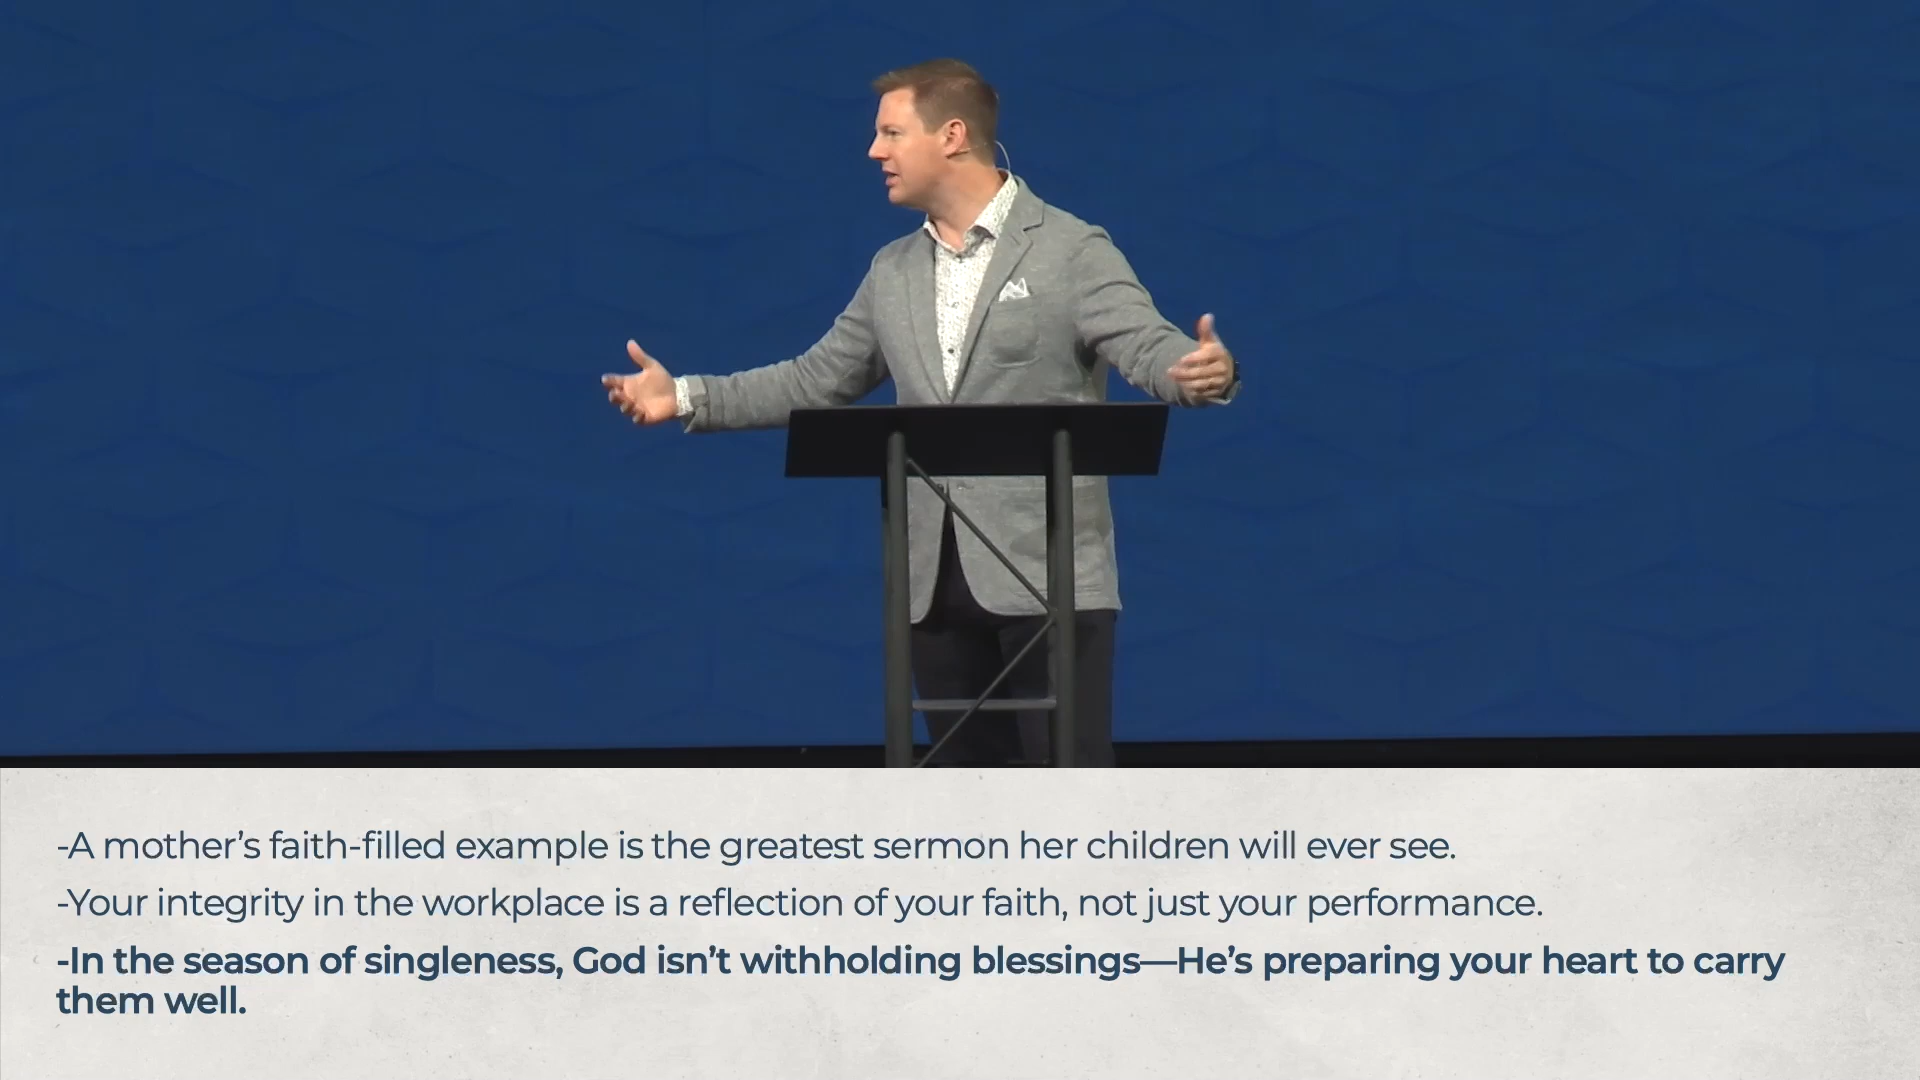 -A mother’s faith-filled example is the greatest sermon her children will ever see.
-Your integrity in the workplace is a reflection of your faith, not just your performance.
-In the season of singleness, God isn’t withholding blessings—He’s preparing your heart to carry
them well.